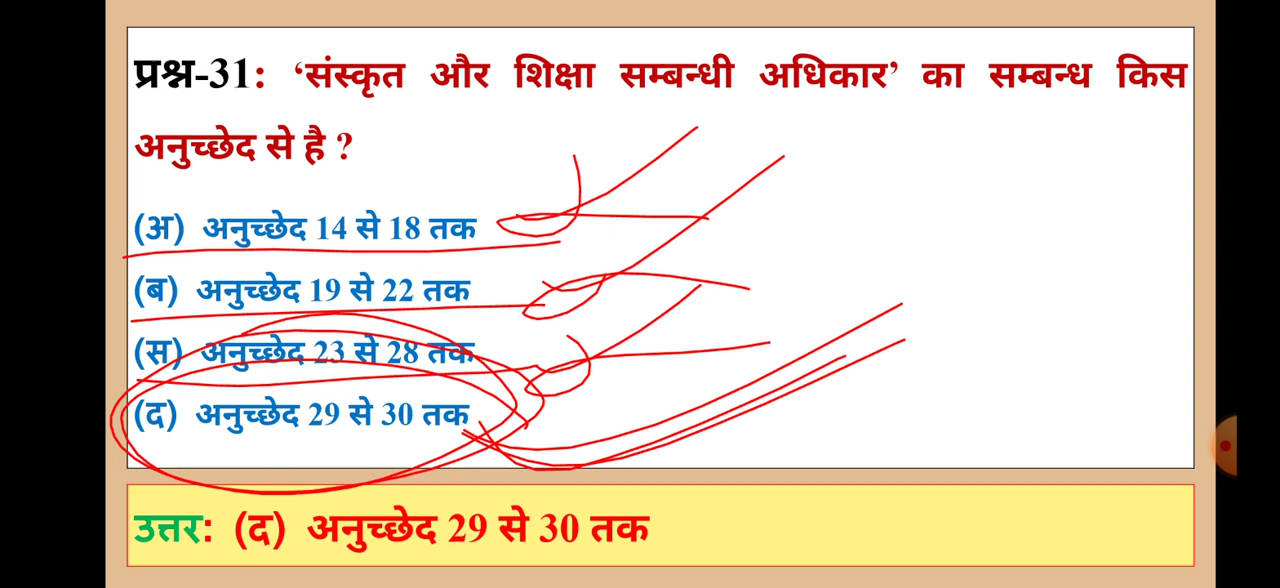 प्रश्न-31: ‘संस्कृत और शिक्षा सम्बन्धी अधिकार’ का सम्बन्ध किस
अनुच्छेद से है ?
(अ) अनुच्छेद 14 से 18 तक
(ब) अनुच्छेद 19 से 22 तक
(स) अनुच्छेद 23 से 28 तक
(द) अनुच्छेद 29 से 30 तक
उत्तर: (द) अनुच्छेद 29 से 30 तक